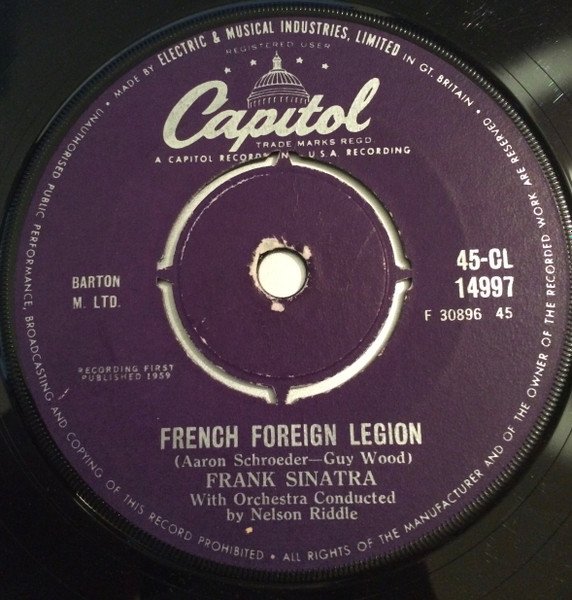 UNAUTHORISED PUBLIC PERFORMANCE, BROADCASTING AND COPYING OF THIS RECORD PROHIBITED • ALL RIGHTS OF THE MANUFACTURER AND OF THE OWNER OF THE RECORDED WORK ARE RESERVED •
MADE BY ELECTRIC & MUSICAL INDUSTRIES, LIMITED IN GT. BRITAIN •
REGISTERED USER
Capitol
TRADE MARKS REGD
A CAPITOL RECORDS INC U.S.A. RECORDING
BARTON
M. LTD.
45-CL
14997
F 30896 45
RECORDING FIRST
PUBLISHED 1959
FRENCH FOREIGN LEGION
(Aaron Schroeder—Guy Wood)
FRANK SINATRA
With Orchestra Conducted
by Nelson Riddle